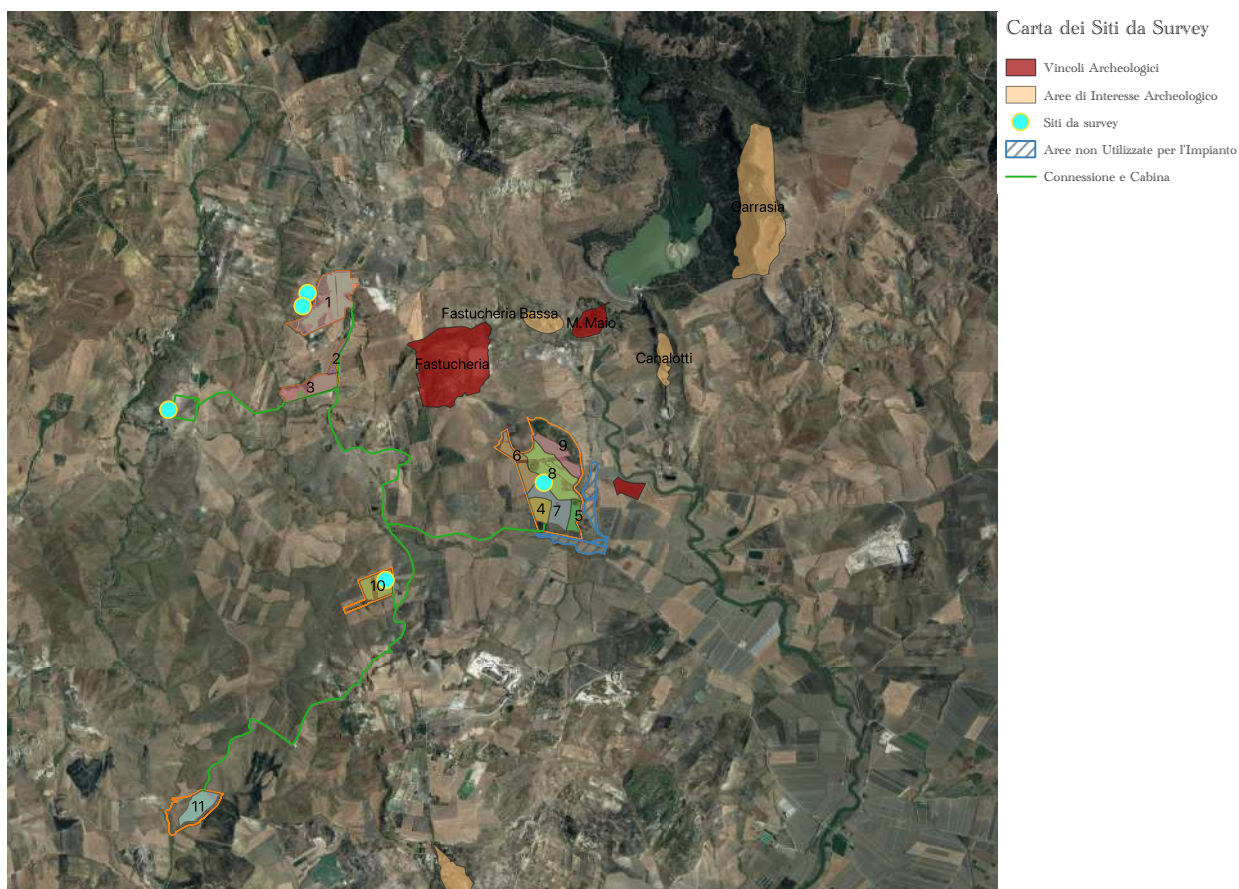 Carta dei Siti da Survey
Vincoli Archeologici
Aree di Interesse Archeologico
Siti da survey
Aree non Utilizzate per l'Impianto
Connessione e Cabina
Garrasia
1
Fastucheria Bassa
M. Maio
2
Fastucheria
Canalotti
3
9
6
8
4
7
5
10
11